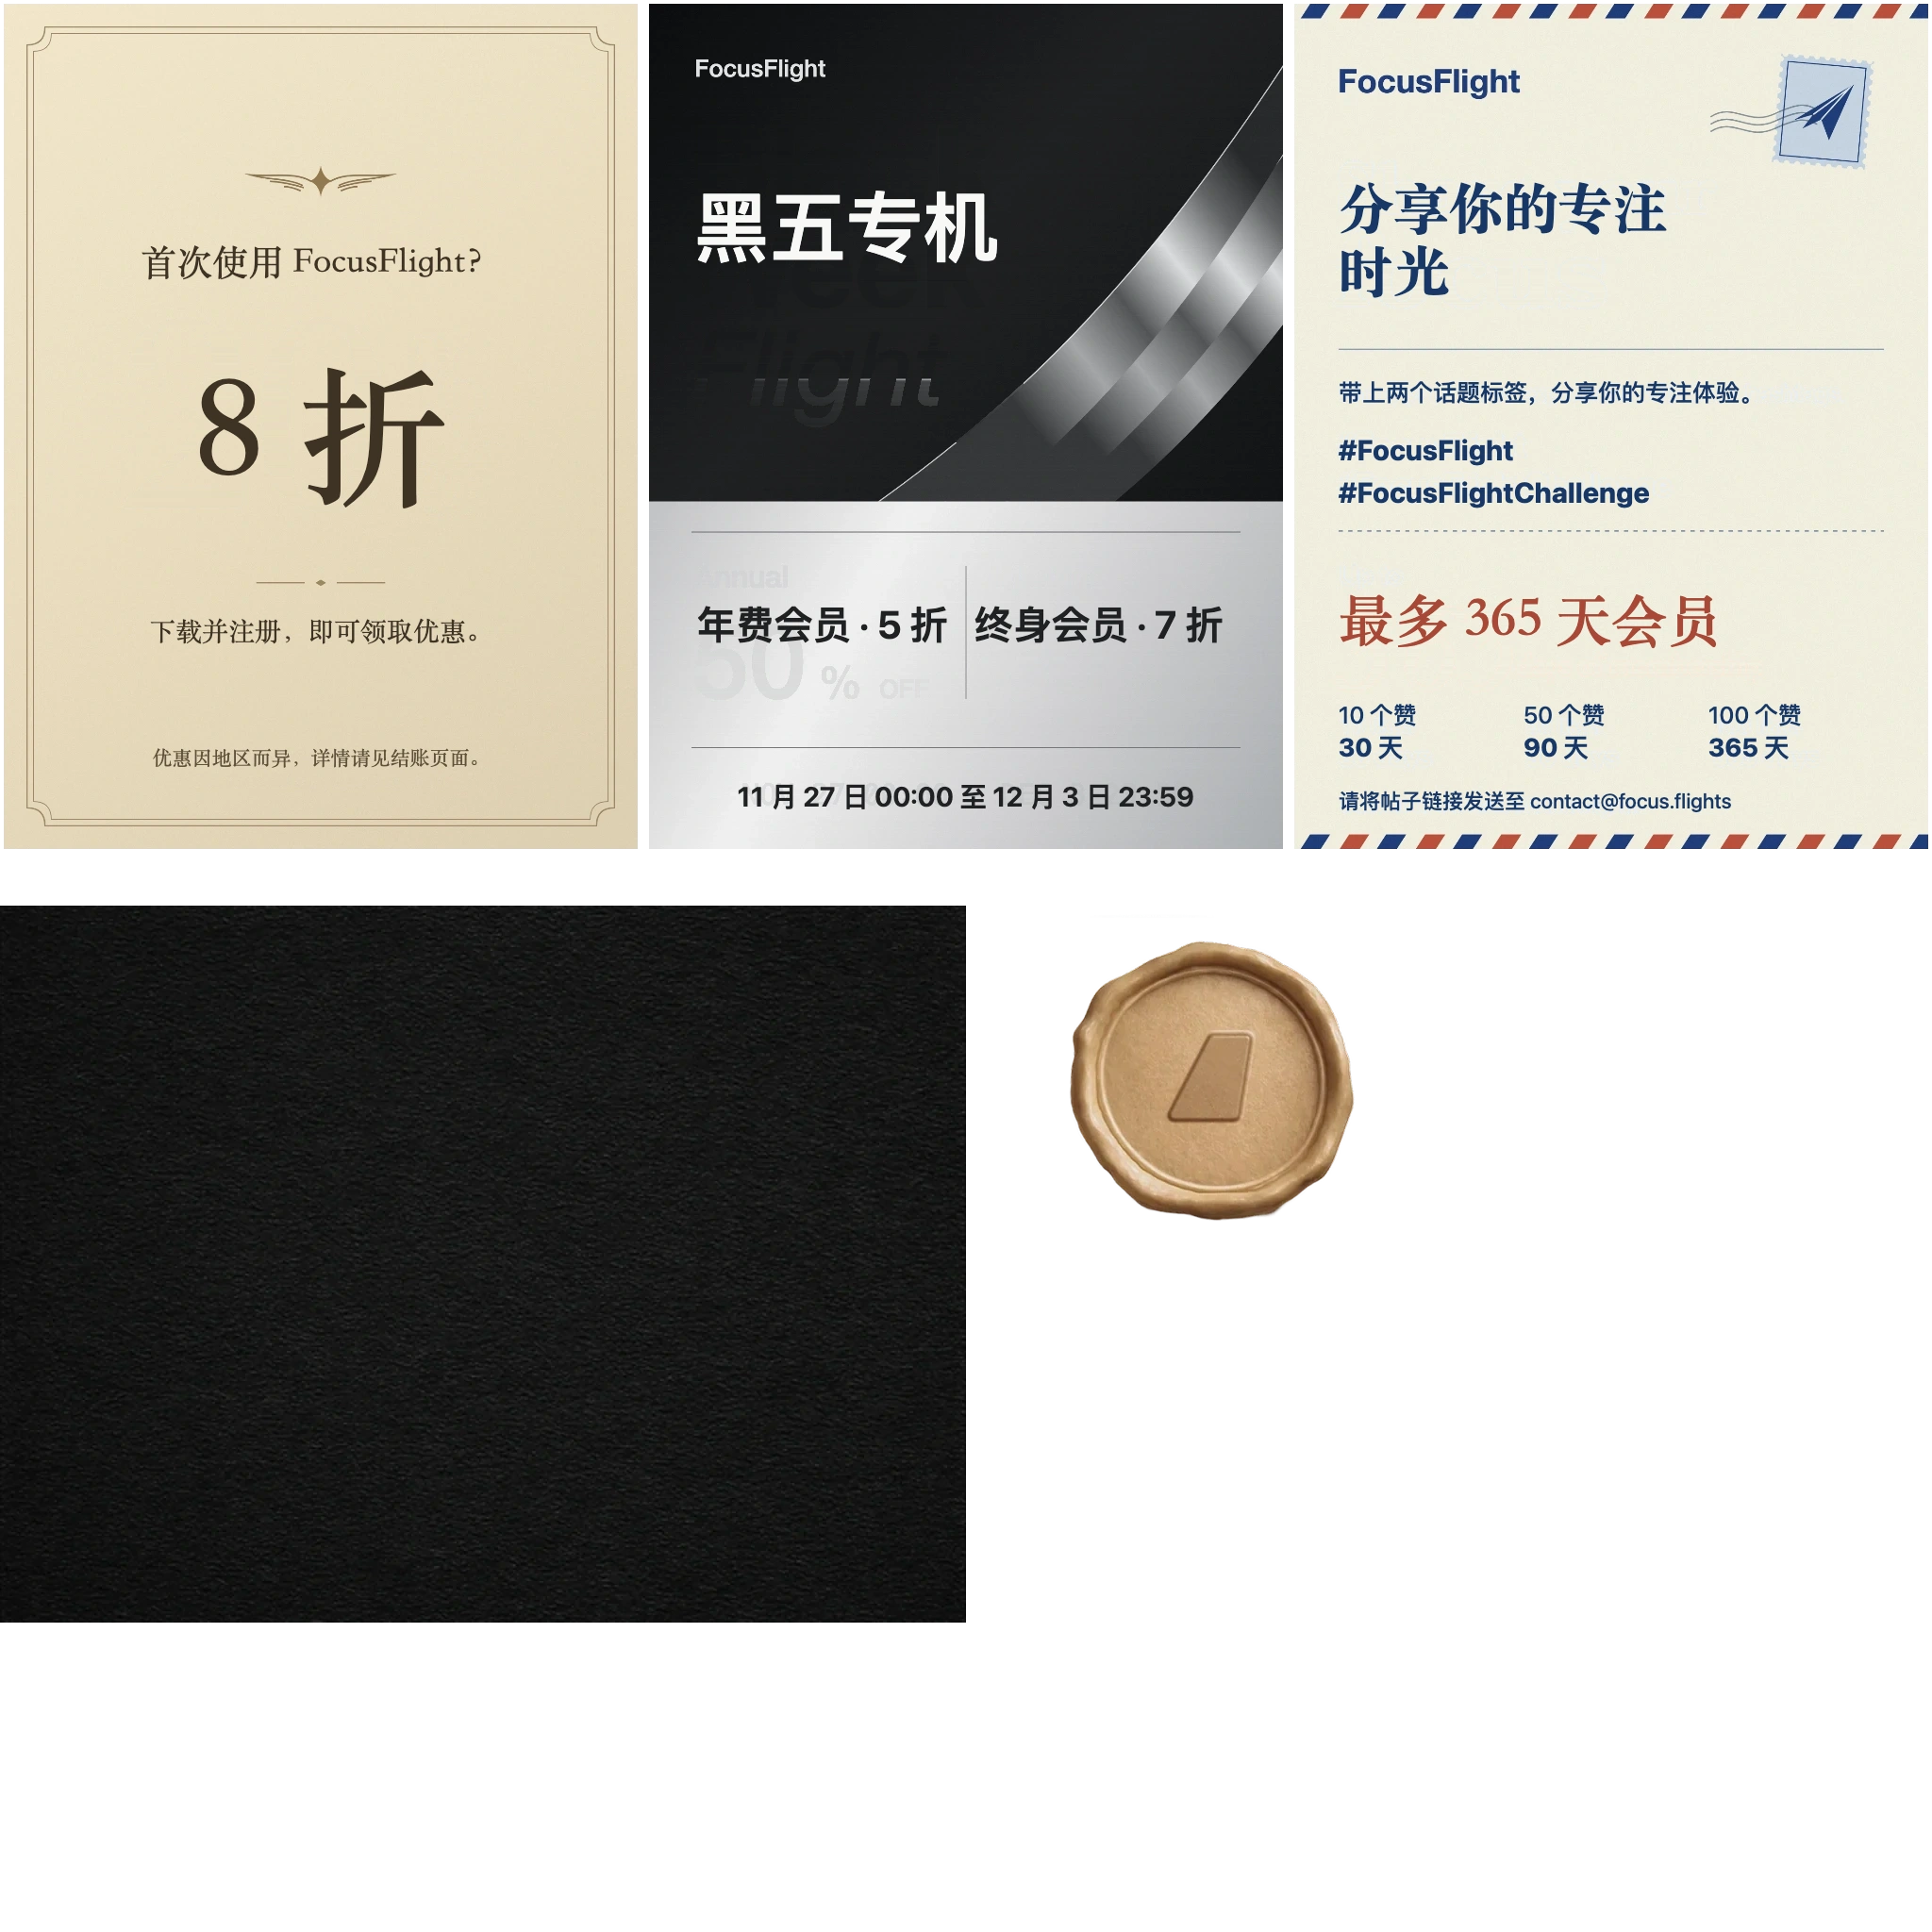 首次使用 FocusFlight?
8 折
下载并注册，即可领取优惠。
优惠因地区而异，详情请见结账页面。
FocusFlight
黑五专机
Week
Flight
Annual
年费会员 · 5 折
终身会员 · 7 折
50 % OFF
11 月 27 日 00:00 至 12 月 3 日 23:59
FocusFlight
分享你的专注
时光
带上两个话题标签，分享你的专注体验。
#FocusFlight
#FocusFlightChallenge
最多 365 天会员
10 个赞 50 个赞 100 个赞
30 天 90 天 365 天
请将帖子链接发送至 contact@focus.flights